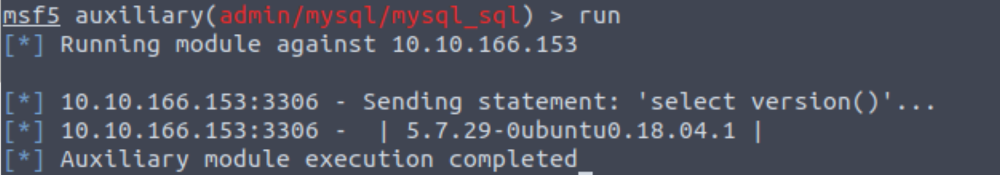 msf5 auxiliary(admin/mysql/mysql_sql) > run
[*] Running module against 10.10.166.153
[*] 10.10.166.153:3306 - Sending statement: 'select version()'...
[*] 10.10.166.153:3306 -  | 5.7.29-0ubuntu0.18.04.1 |
[*] Auxiliary module execution completed